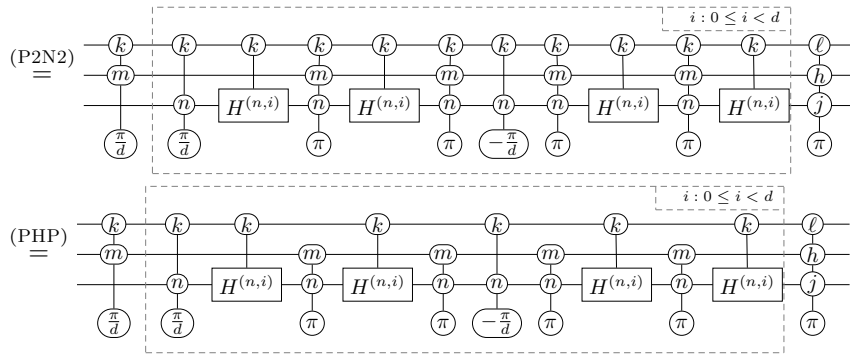 i : 0 ≤ i < d
k k k k k k k k k k k ℓ
(P2N2)
= m m m m m h
n H^{(n,i)} n H^{(n,i)} n n n H^{(n,i)} n H^{(n,i)} j
π/d π/d π π −π/d π π π
i : 0 ≤ i < d
k k k k k k k ℓ
(PHP)
= m m m m m h
n H^{(n,i)} n H^{(n,i)} n n n H^{(n,i)} n H^{(n,i)} j
π/d π/d π π −π/d π π π